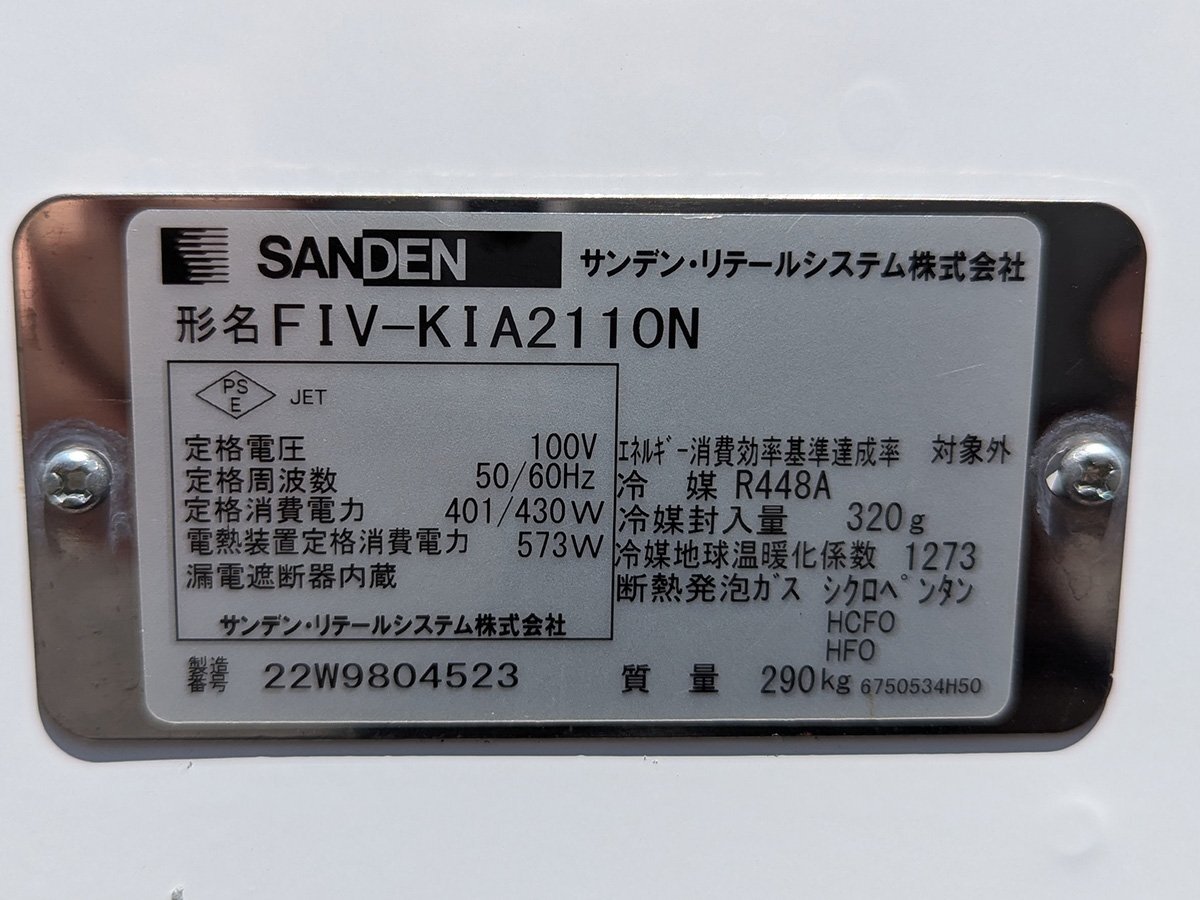 SANDEN サンデン・リテールシステム株式会社
形名 FIV-KIA2110N
PS
E
JET
定格電圧 100V
定格周波数 50/60Hz
定格消費電力 401/430W
電熱装置定格消費電力 573W
漏電遮断器内蔵
サンデン・リテールシステム株式会社
エネルギー消費効率基準達成率 対象外
冷 媒 R448A
冷媒封入量 320g
冷媒地球温暖化係数 1273
断熱発泡ガス シクロペンタン
HCFO
HFO
製造番号 22W9804523
質 量 290kg 6750534H50